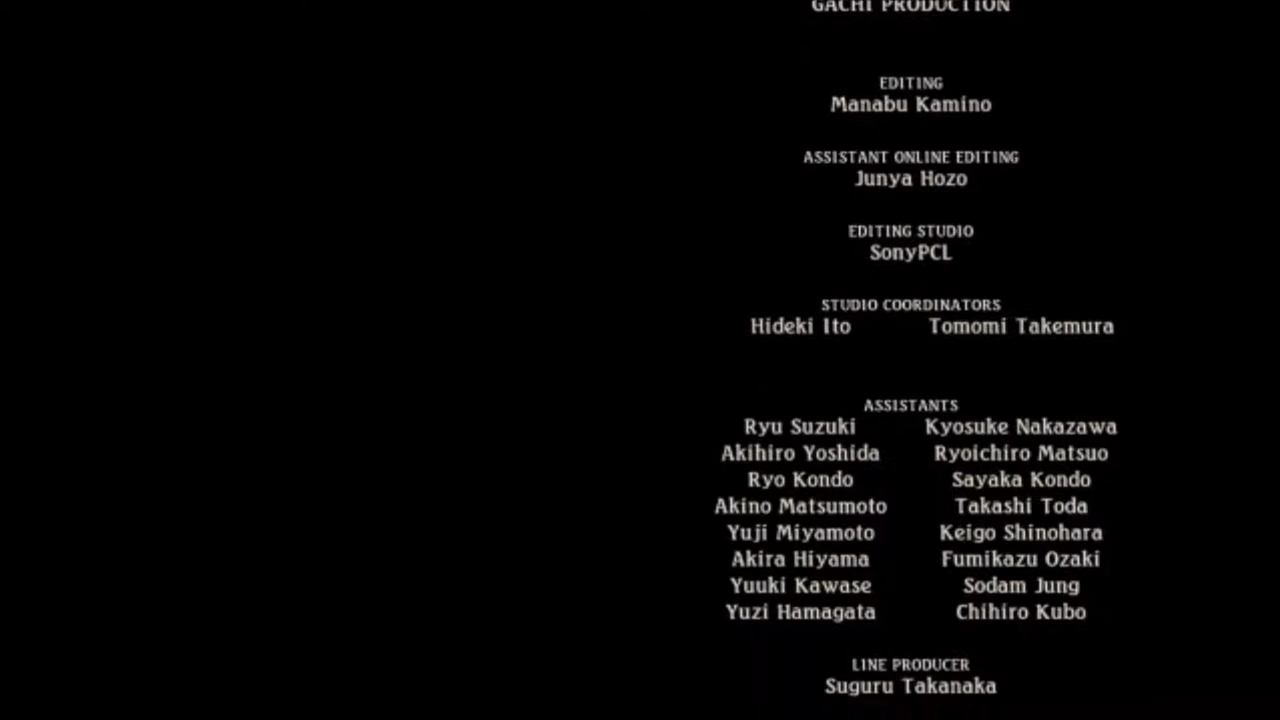 GACHI PRODUCTION
EDITING
Manabu Kamino
ASSISTANT ONLINE EDITING
Junya Hozo
EDITING STUDIO
SonyPCL
STUDIO COORDINATORS
Hideki Ito Tomomi Takemura
ASSISTANTS
Ryu Suzuki Kyosuke Nakazawa
Akihiro Yoshida Ryoichiro Matsuo
Ryo Kondo Sayaka Kondo
Akino Matsumoto Takashi Toda
Yuji Miyamoto Keigo Shinohara
Akira Hiyama Fumikazu Ozaki
Yuuki Kawase Sodam Jung
Yuzi Hamagata Chihiro Kubo
LINE PRODUCER
Suguru Takanaka